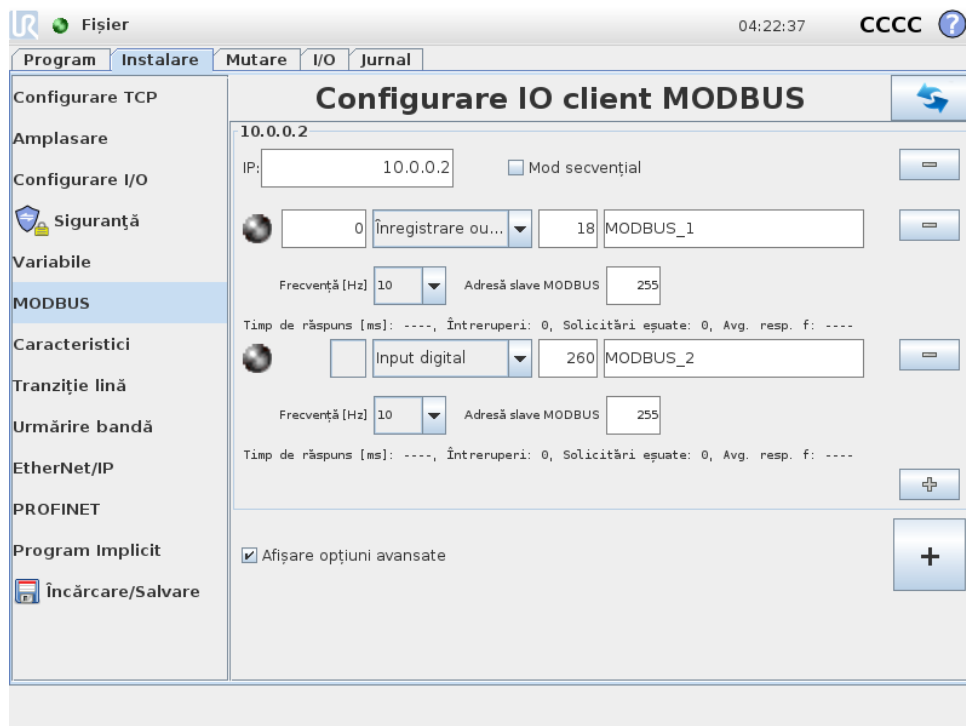 UR Fișier 04:22:37 CCCC ?
Program Instalare Mutare I/O Jurnal
Configurare TCP
Amplasare
Configurare I/O
Siguranță
Variabile
MODBUS
Caracteristici
Tranziție lină
Urmărire bandă
EtherNet/IP
PROFINET
Program Implicit
Încărcare/Salvare
Configurare IO client MODBUS
10.0.0.2
IP: 10.0.0.2 Mod secvențial
0 Înregistrare ou... 18 MODBUS_1
Frecvență [Hz] 10 Adresă slave MODBUS 255
Timp de răspuns [ms]: ----, Întreruperi: 0, Solicitări eșuate: 0, Avg. resp. f: ----
Input digital 260 MODBUS_2
Frecvență [Hz] 10 Adresă slave MODBUS 255
Timp de răspuns [ms]: ----, Întreruperi: 0, Solicitări eșuate: 0, Avg. resp. f: ----
Afișare opțiuni avansate